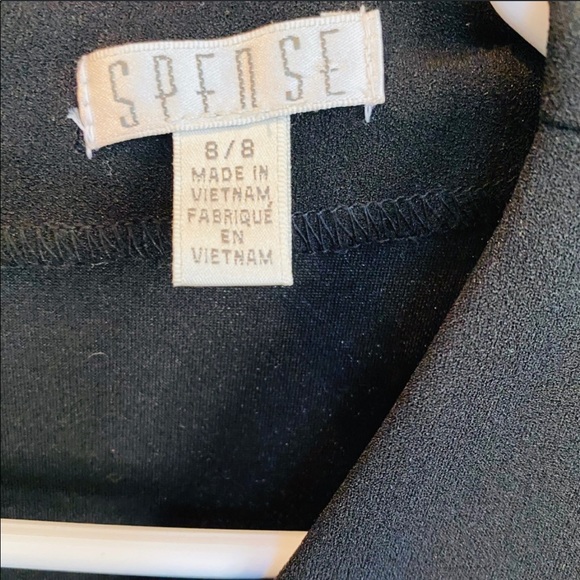 SPENSE
8/8
MADE IN
VIETNAM
FABRIQUÉ
EN
VIETNAM